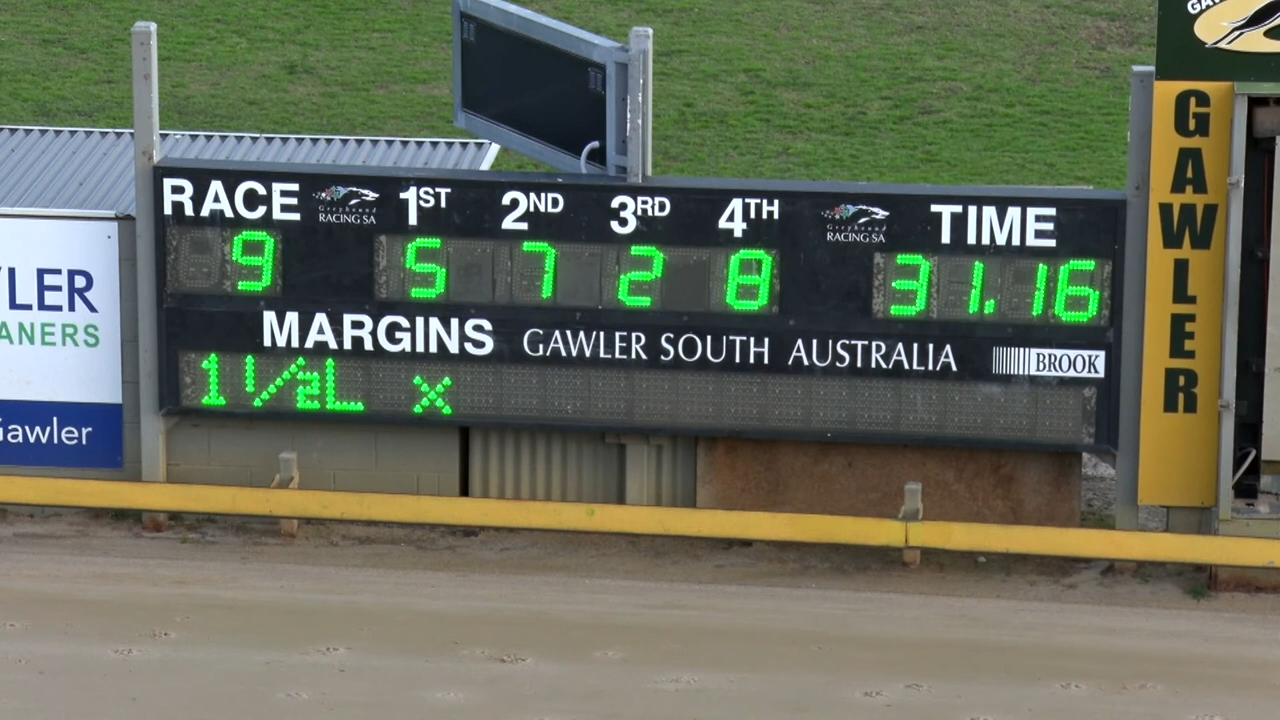 GAWLER
RACE 1ST 2ND 3RD 4TH TIME
Greyhound RACING SA
Greyhound RACING SA
9 5 7 2 8 31.16
MARGINS GAWLER SOUTH AUSTRALIA BROOK
1 1/2L X
LER
ANERS
Gawler